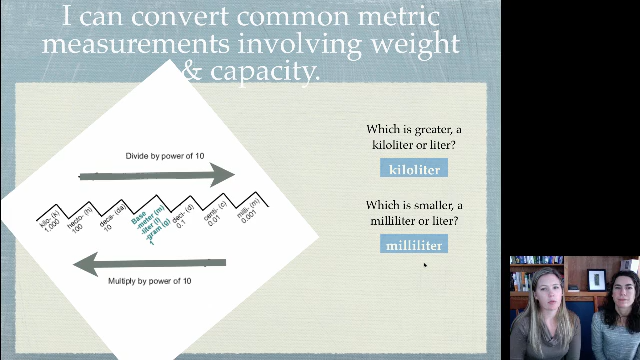 I can convert common metric
measurements involving weight
& capacity.
Divide by power of 10
kilo- (k)
1,000
hecto- (h)
100
deca- (da)
10
Base
-meter (m)
-liter (l)
-gram (g)
1
deci- (d)
0.1
centi- (c)
0.01
milli- (m)
0.001
Multiply by power of 10
Which is greater, a
kiloliter or liter?
kiloliter
Which is smaller, a
milliliter or liter?
milliliter